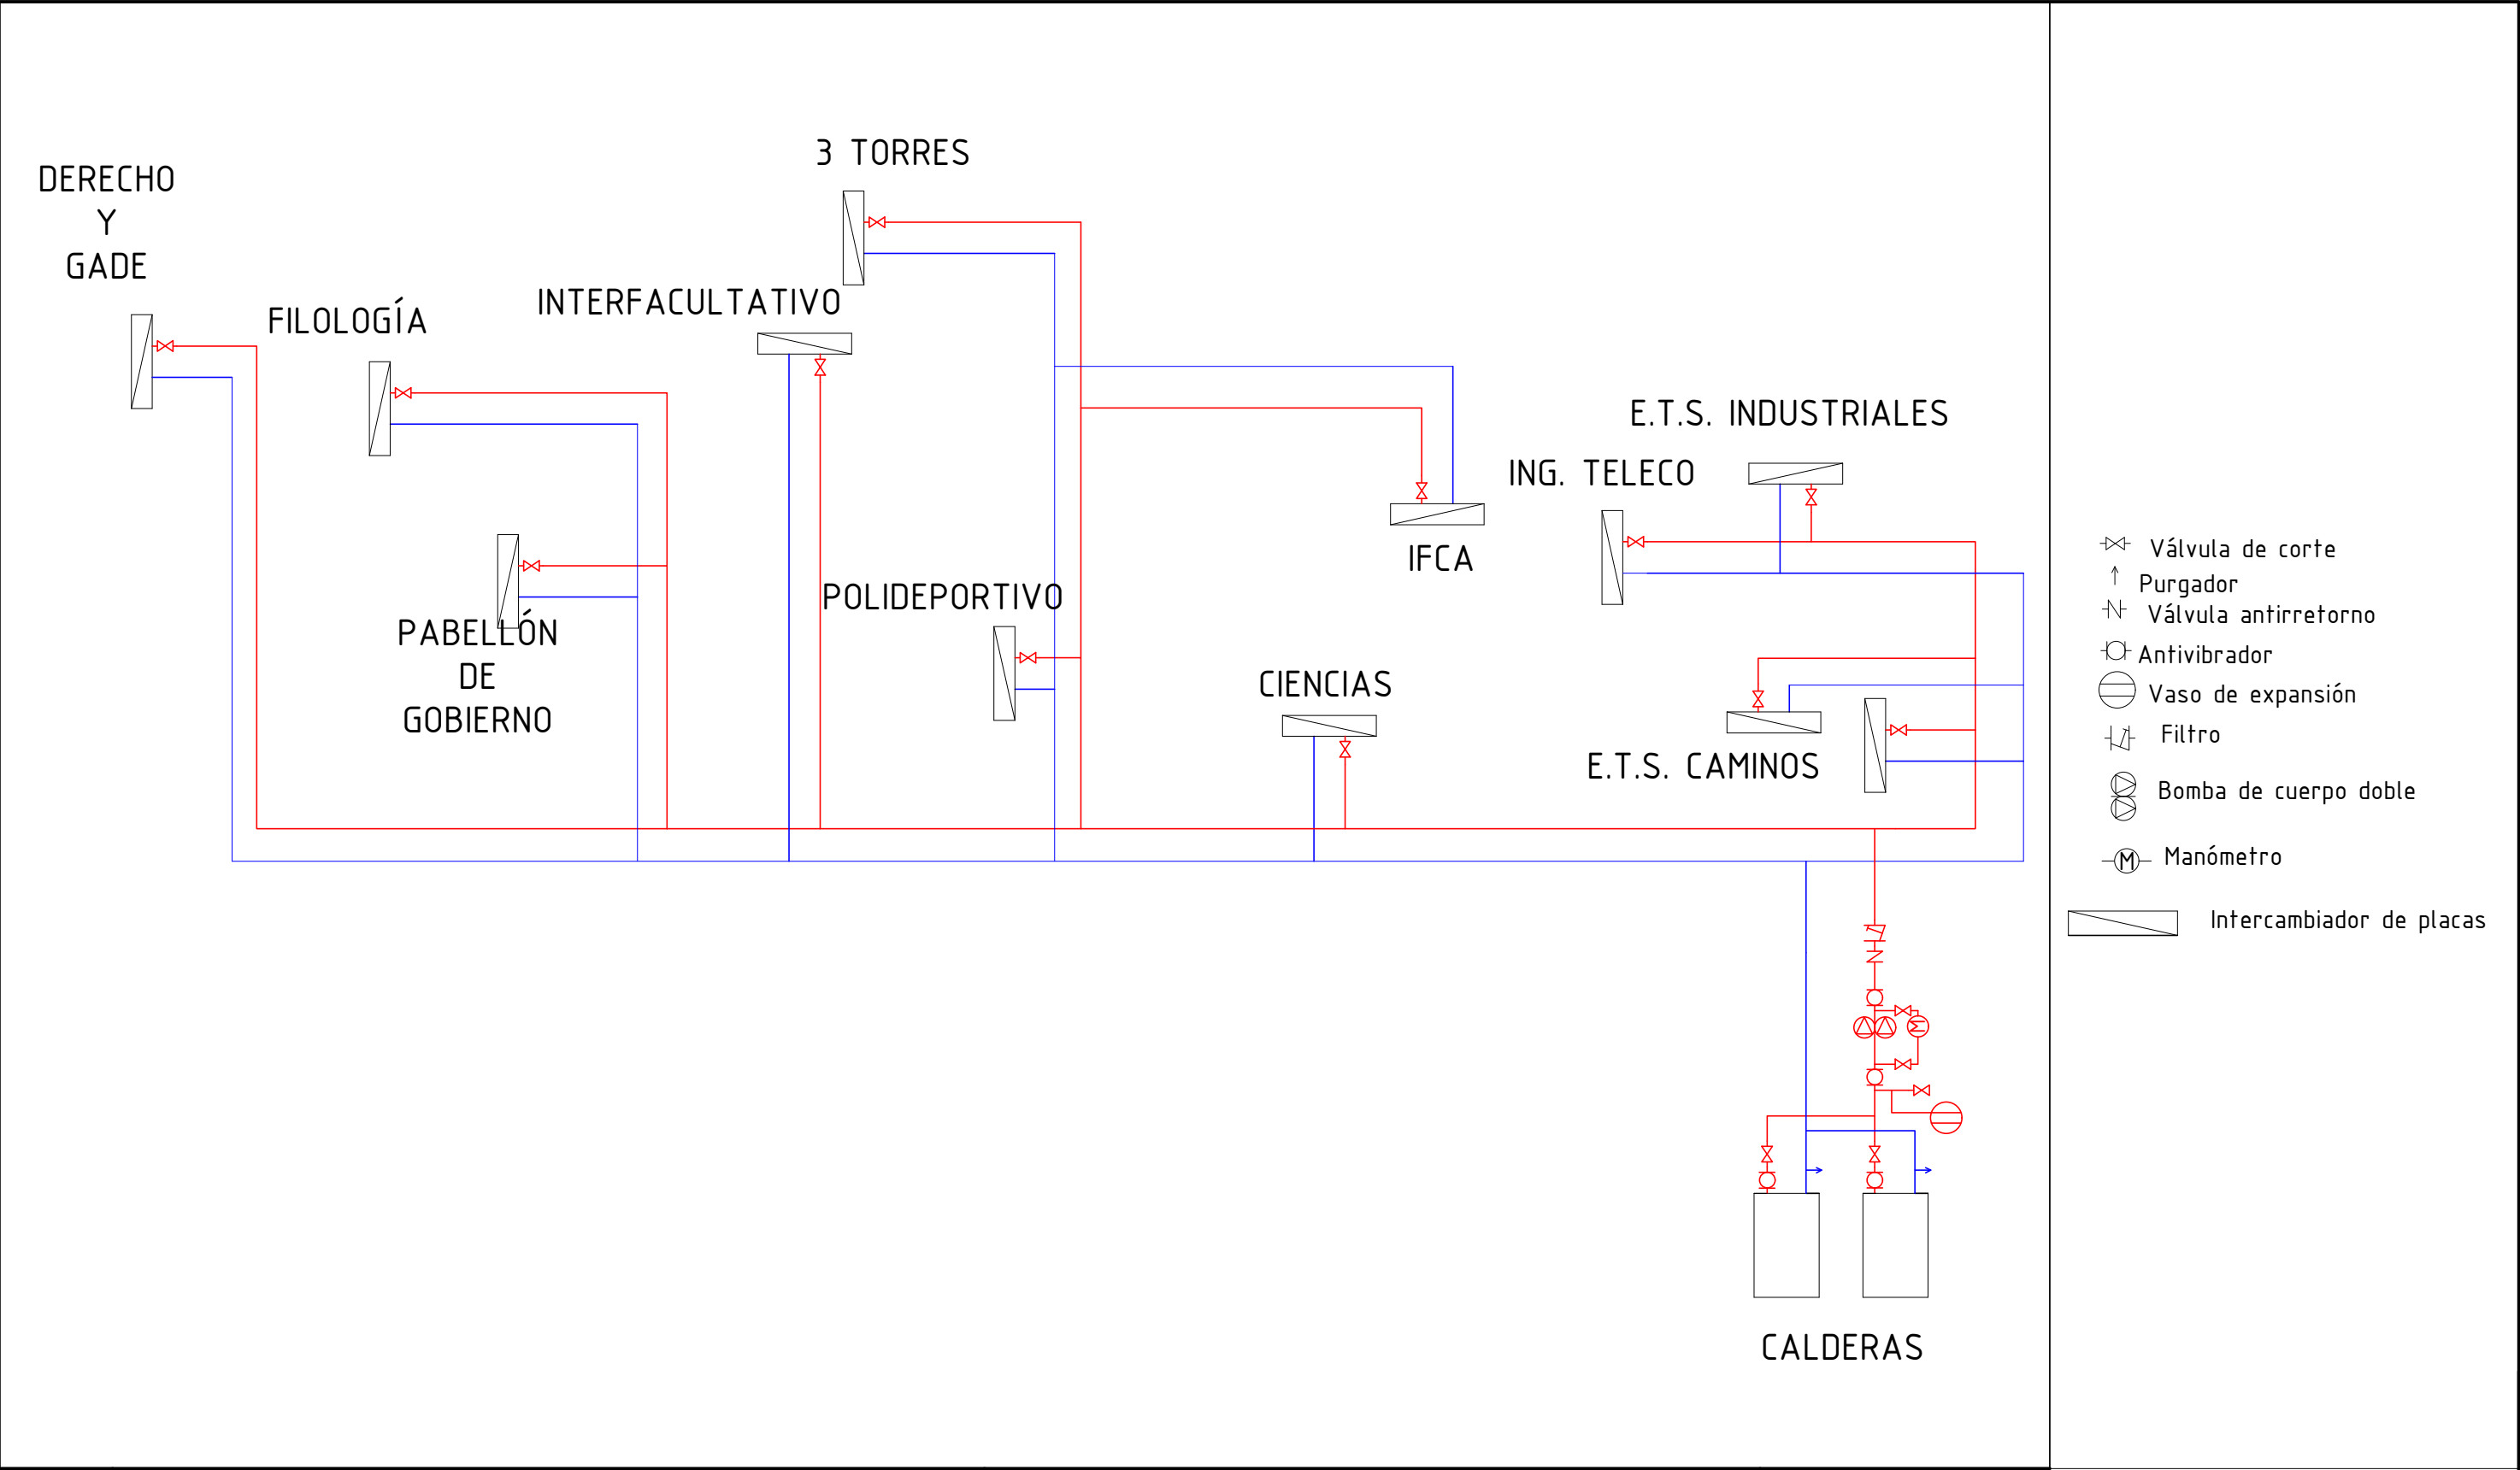 3 TORRES
DERECHO
Y
GADE
INTERFACULTATIVO
FILOLOGÍA
E.T.S. INDUSTRIALES
ING. TELECO
IFCA
POLIDEPORTIVO
PABELLÓN
DE
GOBIERNO
CIENCIAS
E.T.S. CAMINOS
M
CALDERAS
Válvula de corte
Purgador
Válvula antirretorno
Antivibrador
Vaso de expansión
Filtro
Bomba de cuerpo doble
M Manómetro
Intercambiador de placas